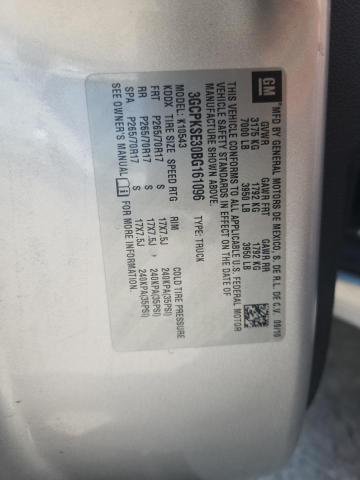 GM
MFD BY GENERAL MOTORS DE MEXICO, S. DE R.L. DE C.V. 09/10
GVWR GAWR FRT GAWR RR
3175 KG 1792 KG 1792 KG
7000 LB 3950 LB 3950 LB
THIS VEHICLE CONFORMS TO ALL APPLICABLE U.S. FEDERAL MOTOR
VEHICLE SAFETY STANDARDS IN EFFECT ON THE DATE OF
MANUFACTURE SHOWN ABOVE.
3GCPKSE30BG161096 TYPE: TRUCK
MODEL: K10543
KDDX TIRE SIZE SPEED RTG RIM COLD TIRE PRESSURE
FRT P265/70R17 S 17X7.5J 240KPA(35PSI)
RR P265/70R17 S 17X7.5J 240KPA(35PSI)
SPA P265/70R17 S 17X7.5J 240KPA(35PSI)
SEE OWNER'S MANUAL FOR MORE INFORMATION.